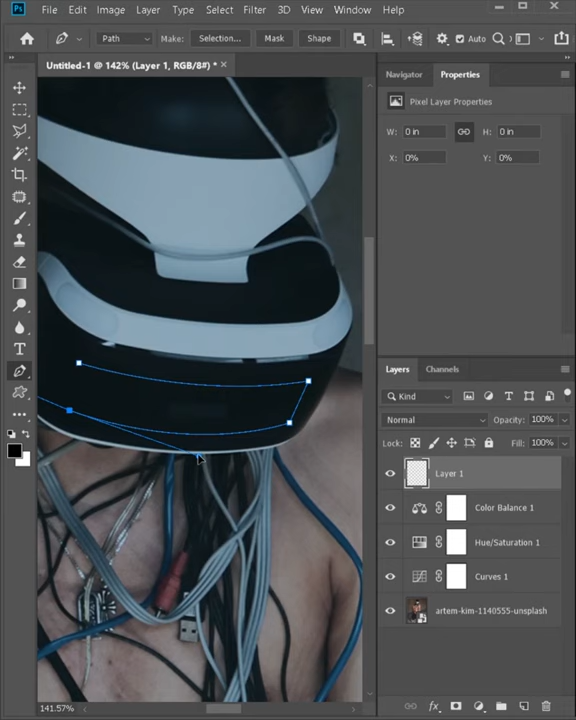 Ps File Edit Image Layer Type Select Filter 3D View Window Help
Path Make: Selection... Mask Shape Auto
Untitled-1 @ 142% (Layer 1, RGB/8#) *
Navigator Properties
Pixel Layer Properties
W: 0 in H: 0 in
X: 0% Y: 0%
T
Layers Channels
Kind T
Normal Opacity: 100%
Lock: Fill: 100%
Layer 1
Color Balance 1
Hue/Saturation 1
Curves 1
artem-kim-1140555-unsplash
141.57%
fx